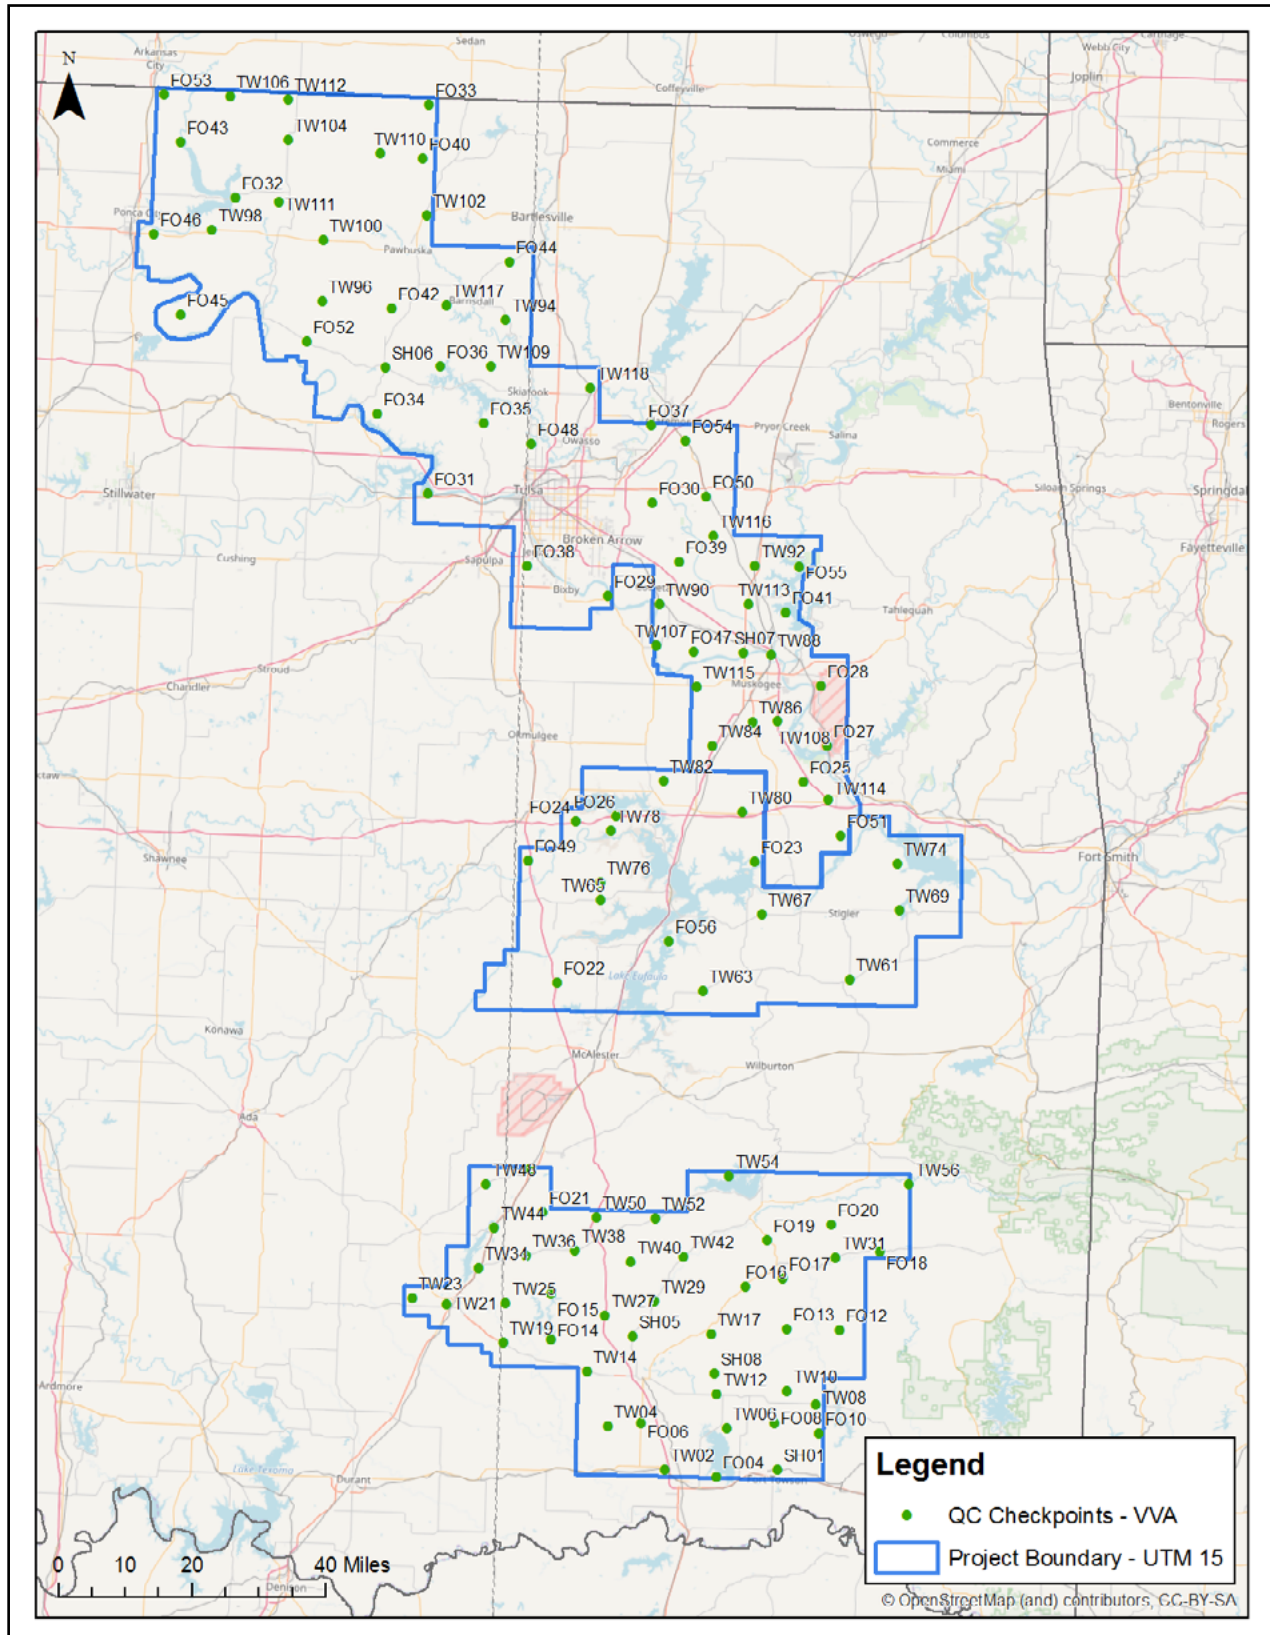 Sedan
Oswego
Columbus
Carthage
Webb City
Arkansas
City
N
Joplin
Coffeyville
FO53
TW106
TW112
FO33
FO43
TW104
TW110
FO40
Commerce
Miami
FO32
TW111
TW102
Ponca City
FO46
TW98
TW100
Bartlesville
Pawhuska
FO44
TW96
FO42
TW117
Barnsdall
TW94
FO45
FO52
SH06
FO36
TW109
TW118
Skiatook
Bentonville
Rogers
FO34
FO35
FO37
FO54
Pryor Creek
Salina
FO48
Owasso
Stillwater
FO31
Tulsa
FO30
FO50
Siloam Springs
Springdal
TW116
Cushing
Sapulpa
FO38
Broken Arrow
FO39
TW92
FO55
Fayetteville
Bixby
FO29
TW90
TW113
FO41
Tahlequah
TW107
FO47
SH07
TW88
Stroud
Chandler
TW115
Muskogee
FO28
TW86
Okmulgee
TW84
TW108
FO27
TW82
FO25
TW114
FO24
FO26
TW78
TW80
FO51
Shawnee
FO49
FO23
TW74
Fort Smith
TW76
TW65
TW67
Stigler
TW69
FO56
FO22
Lake Eufaula
TW63
TW61
Konawa
McAlester
Wilburton
Ada
TW48
TW54
TW56
FO21
TW50
TW52
TW44
FO19
FO20
TW36
TW38
TW40
TW42
TW34
FO16
FO17
TW31
FO18
TW23
TW21
TW25
FO15
TW27
TW29
TW19
FO14
SH05
TW17
FO13
FO12
TW14
SH08
TW12
TW10
TW08
Ardmore
TW04
FO06
TW06
FO08
FO10
TW02
FO04
SH01
Fort Towson
Lake Texoma
Durant
Denison
0 10 20 40 Miles
Legend
QC Checkpoints - VVA
Project Boundary - UTM 15
© OpenStreetMap (and) contributors, CC-BY-SA